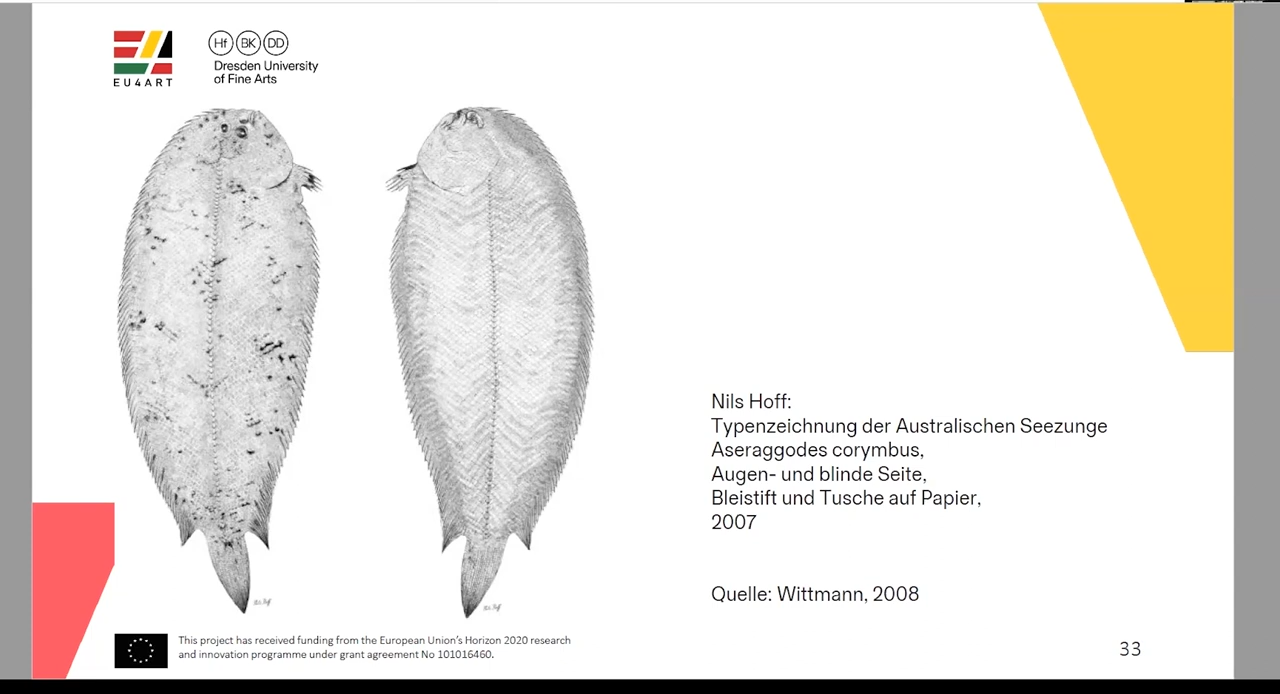 EU4ART
Hf BK DD
Dresden University
of Fine Arts
Nils Hoff:
Typenzeichnung der Australischen Seezunge
Aseraggodes corymbus,
Augen- und blinde Seite,
Bleistift und Tusche auf Papier,
2007
Quelle: Wittmann, 2008
This project has received funding from the European Union's Horizon 2020 research
and innovation programme under grant agreement No 101016460.
33